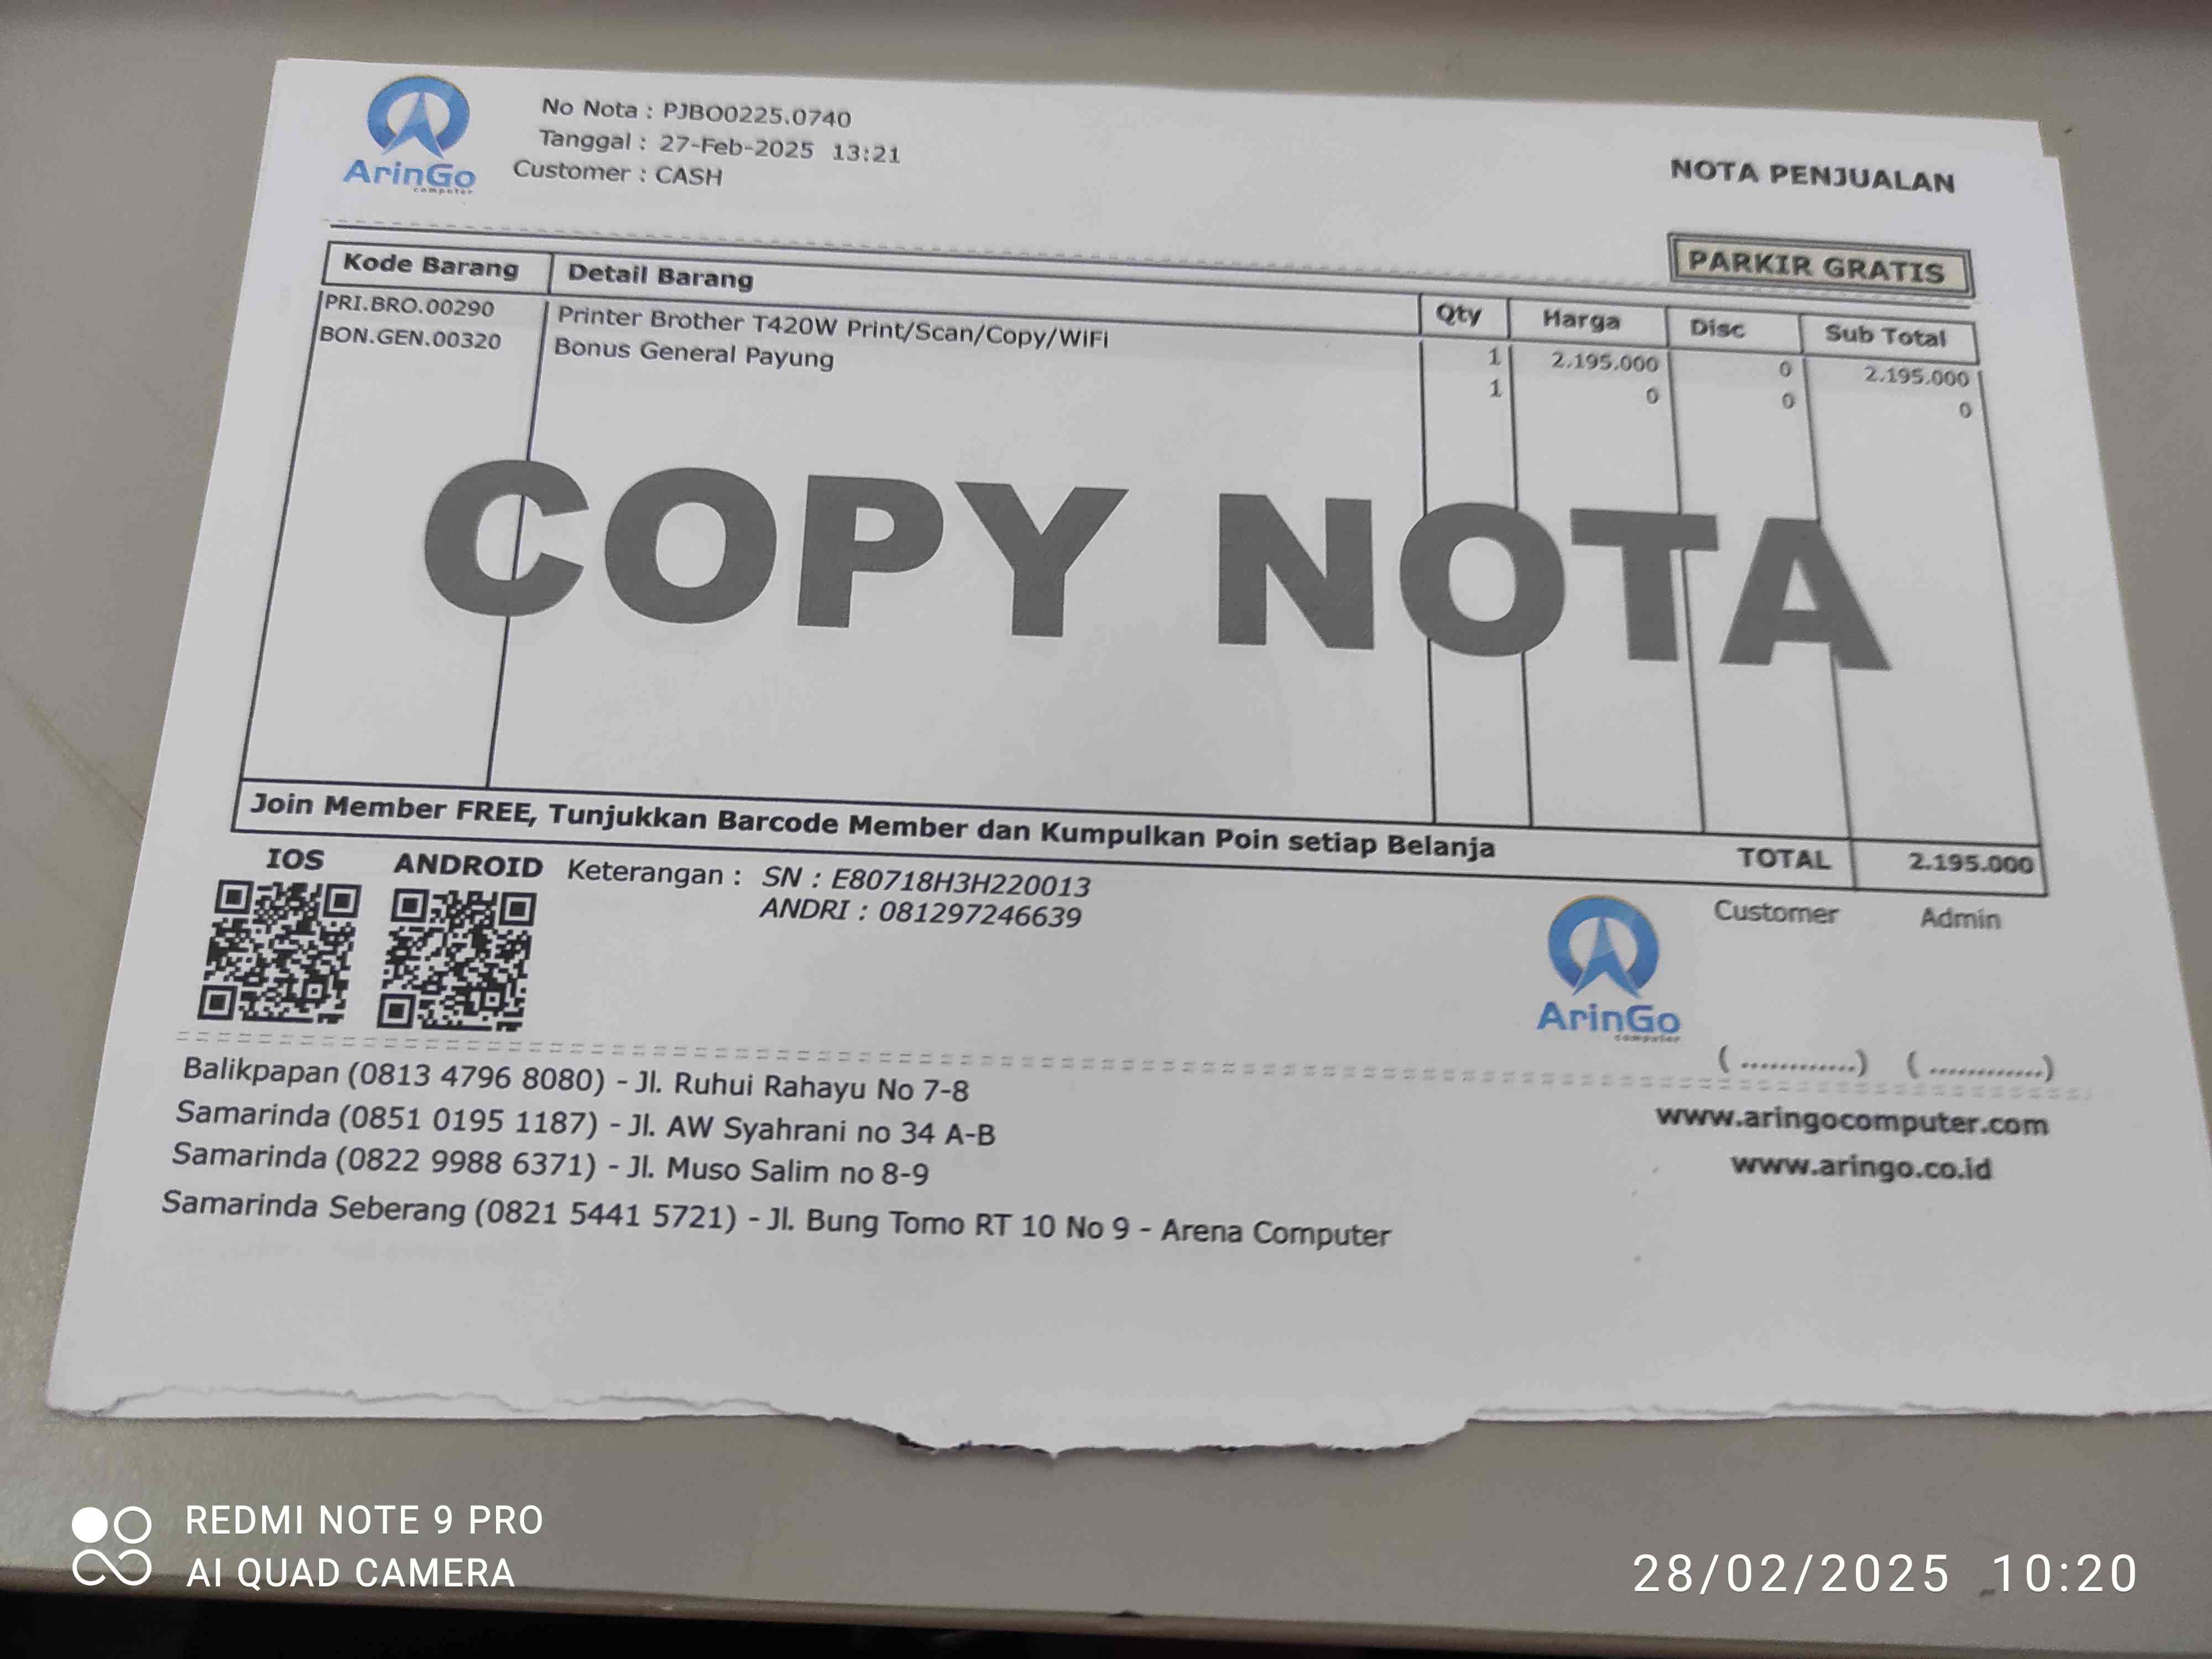 ArinGo
computer
No Nota : PJBO0225.0740
Tanggal : 27-Feb-2025 13:21
Customer : CASH
NOTA PENJUALAN
PARKIR GRATIS
Kode Barang Detail Barang Qty Harga Disc Sub Total
PRI.BRO.00290 Printer Brother T420W Print/Scan/Copy/WiFi 1 2.195.000 0 2.195.000
BON.GEN.00320 Bonus General Payung 1 0 0 0
COPY NOTA
Join Member FREE, Tunjukkan Barcode Member dan Kumpulkan Poin setiap Belanja
TOTAL 2.195.000
IOS ANDROID Keterangan : SN : E80718H3H220013
ANDRI : 081297246639
ArinGo
computer
Customer Admin
(............) (............)
Balikpapan (0813 4796 8080) - Jl. Ruhui Rahayu No 7-8
Samarinda (0851 0195 1187) - Jl. AW Syahrani no 34 A-B
Samarinda (0822 9988 6371) - Jl. Muso Salim no 8-9
Samarinda Seberang (0821 5441 5721) - Jl. Bung Tomo RT 10 No 9 - Arena Computer
www.aringocomputer.com
www.aringo.co.id
REDMI NOTE 9 PRO
AI QUAD CAMERA
28/02/2025 10:20